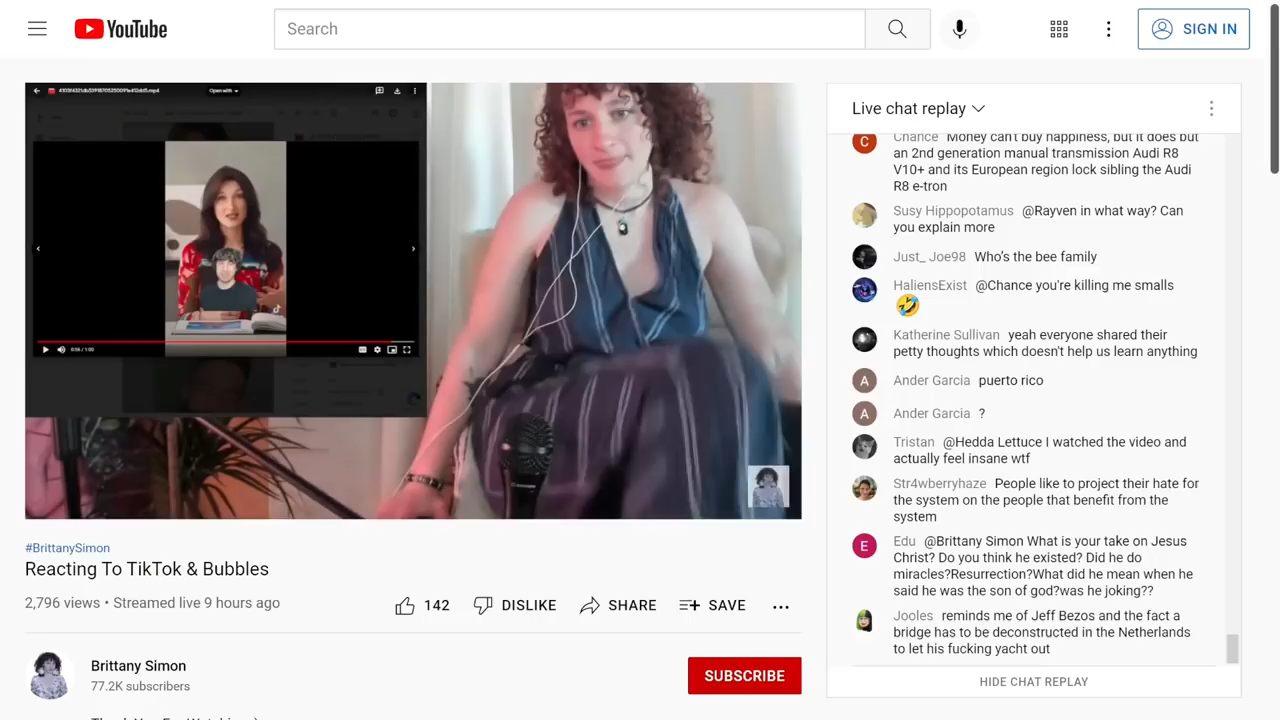 YouTube
Search
SIGN IN
Open with
0:56 / 1:00
#BrittanySimon
Reacting To TikTok & Bubbles
2,796 views • Streamed live 9 hours ago
142
DISLIKE
SHARE
SAVE
Brittany Simon
77.2K subscribers
SUBSCRIBE
Live chat replay
C
Chance Money can't buy happiness, but it does but
an 2nd generation manual transmission Audi R8
V10+ and its European region lock sibling the Audi
R8 e-tron
Susy Hippopotamus @Rayven in what way? Can
you explain more
Just_ Joe98 Who's the bee family
HaliensExist @Chance you're killing me smalls
🤣
Katherine Sullivan yeah everyone shared their
petty thoughts which doesn't help us learn anything
A
Ander Garcia puerto rico
A
Ander Garcia ?
Tristan @Hedda Lettuce I watched the video and
actually feel insane wtf
Str4wberryhaze People like to project their hate for
the system on the people that benefit from the
system
E
Edu @Brittany Simon What is your take on Jesus
Christ? Do you think he existed? Did he do
miracles?Resurrection?What did he mean when he
said he was the son of god?was he joking??
Jooles reminds me of Jeff Bezos and the fact a
bridge has to be deconstructed in the Netherlands
to let his fucking yacht out
HIDE CHAT REPLAY